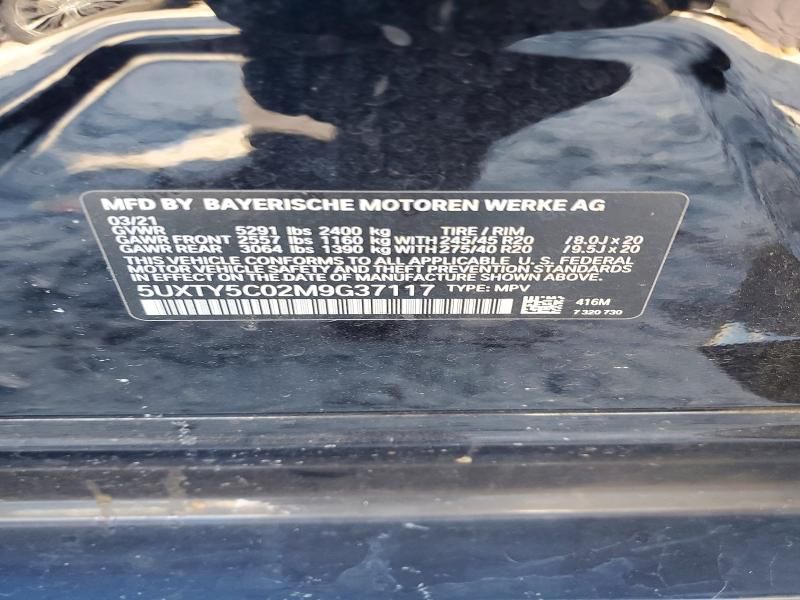 MFD BY BAYERISCHE MOTOREN WERKE AG
03/21
GVWR 5291 lbs 2400 kg TIRE / RIM
GAWR FRONT 2557 lbs 1160 kg WITH 245/45 R20 / 8.0J x 20
GAWR REAR 3064 lbs 1390 kg WITH 275/40 R20 / 9.5J x 20
THIS VEHICLE CONFORMS TO ALL APPLICABLE U. S. FEDERAL
MOTOR VEHICLE SAFETY AND THEFT PREVENTION STANDARDS
IN EFFECT ON THE DATE OF MANUFACTURE SHOWN ABOVE.
5UXTY5C02M9G37117 TYPE: MPV
416M
7 320 730